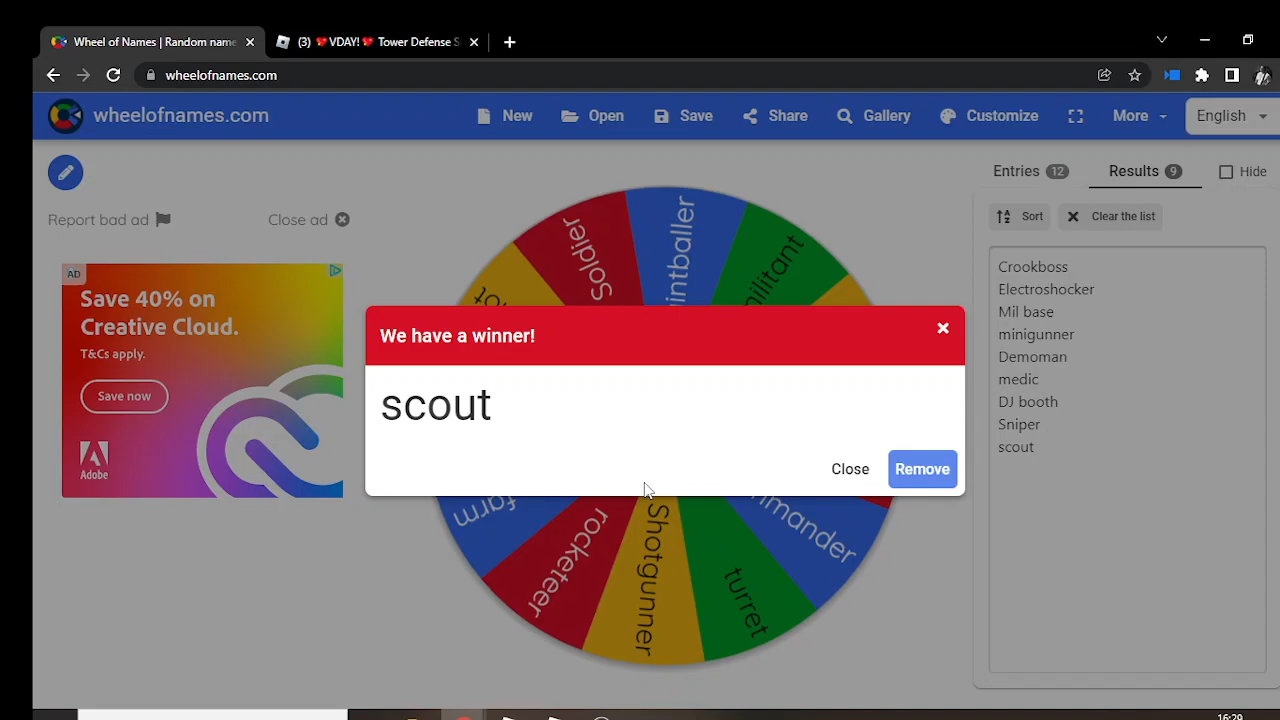 Wheel of Names | Random name
(3) ❤️VDAY!❤️ Tower Defense S
wheelofnames.com
wheelofnames.com
New
Open
Save
Share
Gallery
Customize
More
English
Report bad ad
Close ad
Entries 12
Results 9
Hide
Sort
Clear the list
AD
Save 40% on
Creative Cloud.
T&Cs apply.
Save now
Adobe
Soldier
intballer
militant
ot
We have a winner!
scout
Close
Remove
farm
rocketeer
Shotgunner
turret
mmander
Crookboss
Electroshocker
Mil base
minigunner
Demoman
medic
DJ booth
Sniper
scout
16:29